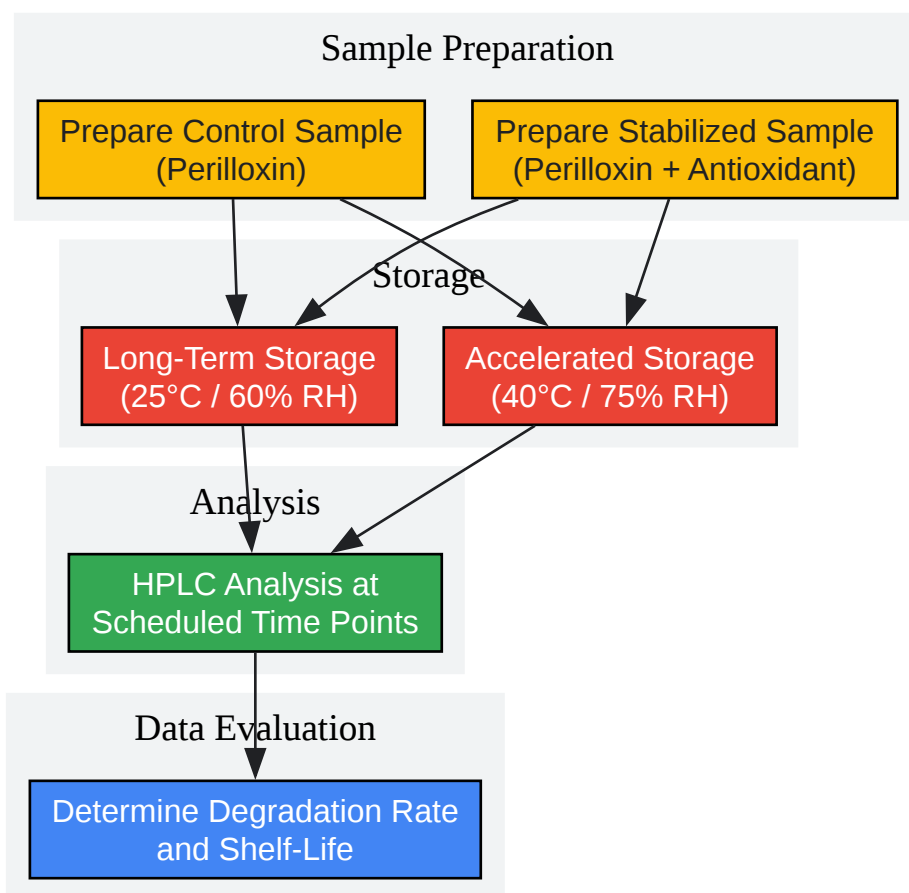 Sample Preparation
Prepare Control Sample
(Perilloxin)
Prepare Stabilized Sample
(Perilloxin + Antioxidant)
Storage
Long-Term Storage
(25°C / 60% RH)
Accelerated Storage
(40°C / 75% RH)
Analysis
HPLC Analysis at
Scheduled Time Points
Data Evaluation
Determine Degradation Rate
and Shelf-Life